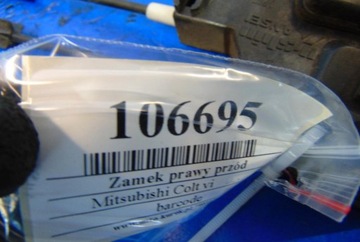 106695
Zamek prawy przód
Mitsubishi Colt vi
barcode